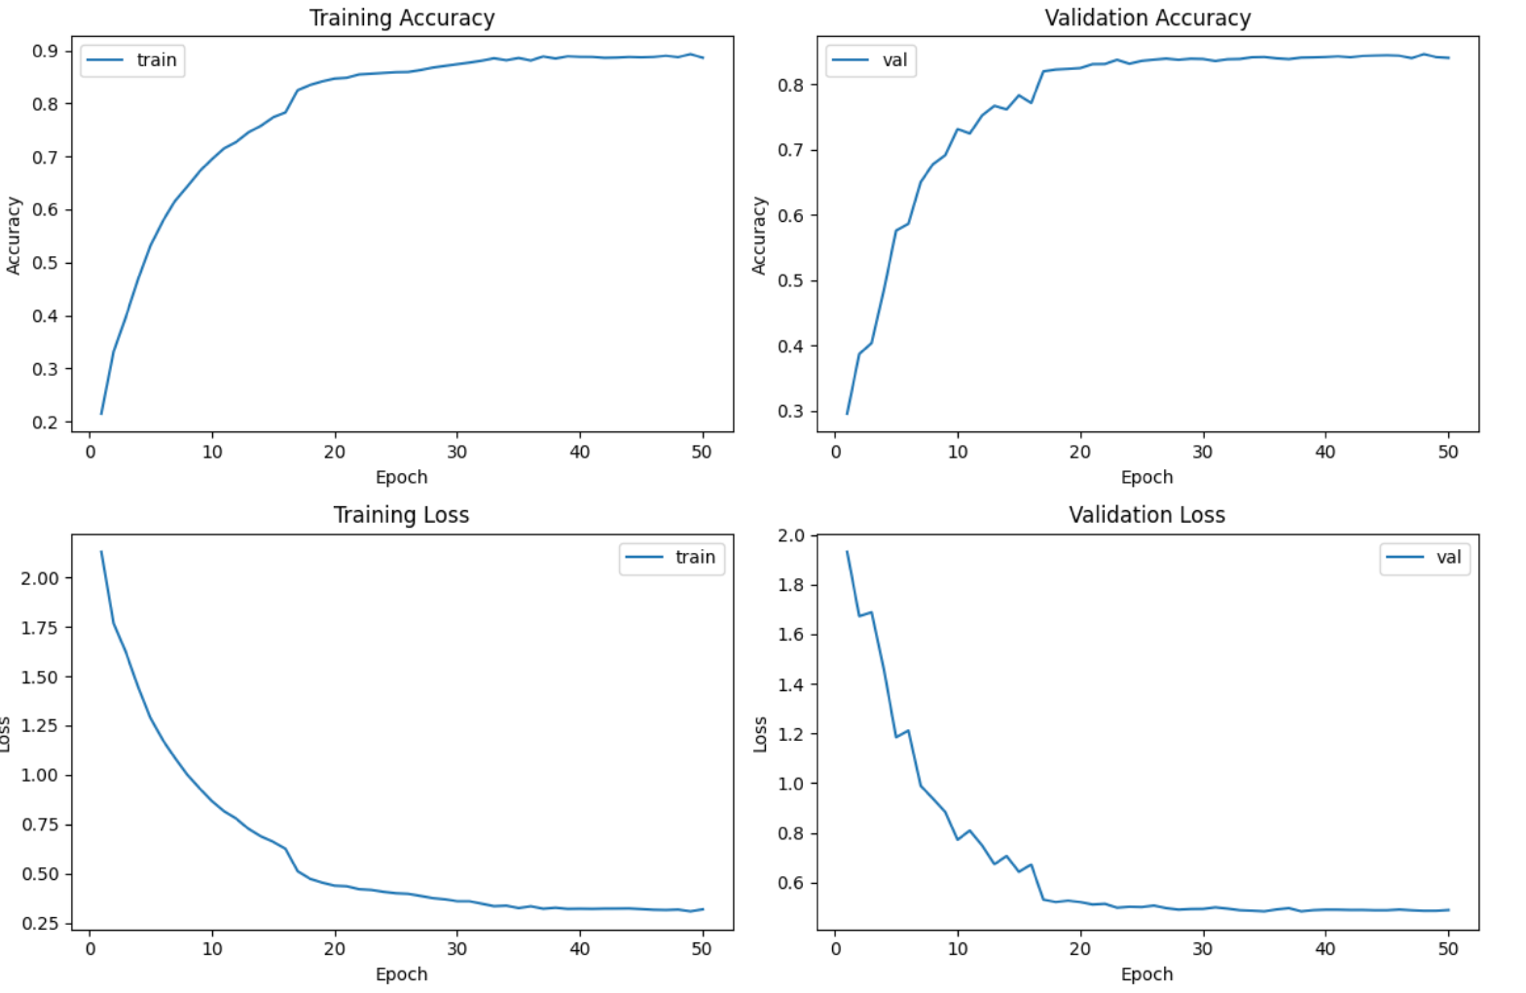 Training Accuracy
train
0.9
0.8
0.7
0.6
0.5
0.4
0.3
0.2
Accuracy
0 10 20 30 40 50
Epoch
Validation Accuracy
val
0.8
0.7
0.6
0.5
0.4
0.3
Accuracy
0 10 20 30 40 50
Epoch
Training Loss
train
2.00
1.75
1.50
1.25
1.00
0.75
0.50
0.25
Loss
0 10 20 30 40 50
Epoch
Validation Loss
val
2.0
1.8
1.6
1.4
1.2
1.0
0.8
0.6
Loss
0 10 20 30 40 50
Epoch